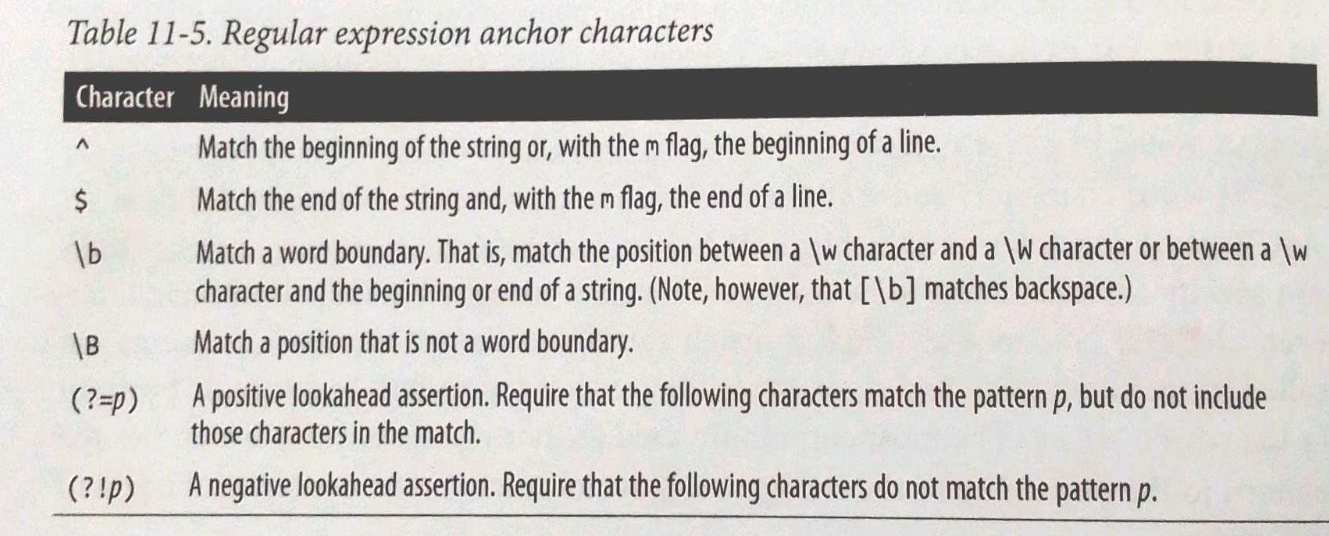 Table 11-5. Regular expression anchor characters
Character Meaning
^ Match the beginning of the string or, with the m flag, the beginning of a line.
$ Match the end of the string and, with the m flag, the end of a line.
\b Match a word boundary. That is, match the position between a \w character and a \W character or between a \w
character and the beginning or end of a string. (Note, however, that [\b] matches backspace.)
\B Match a position that is not a word boundary.
(?=p) A positive lookahead assertion. Require that the following characters match the pattern p, but do not include
those characters in the match.
(?!p) A negative lookahead assertion. Require that the following characters do not match the pattern p.